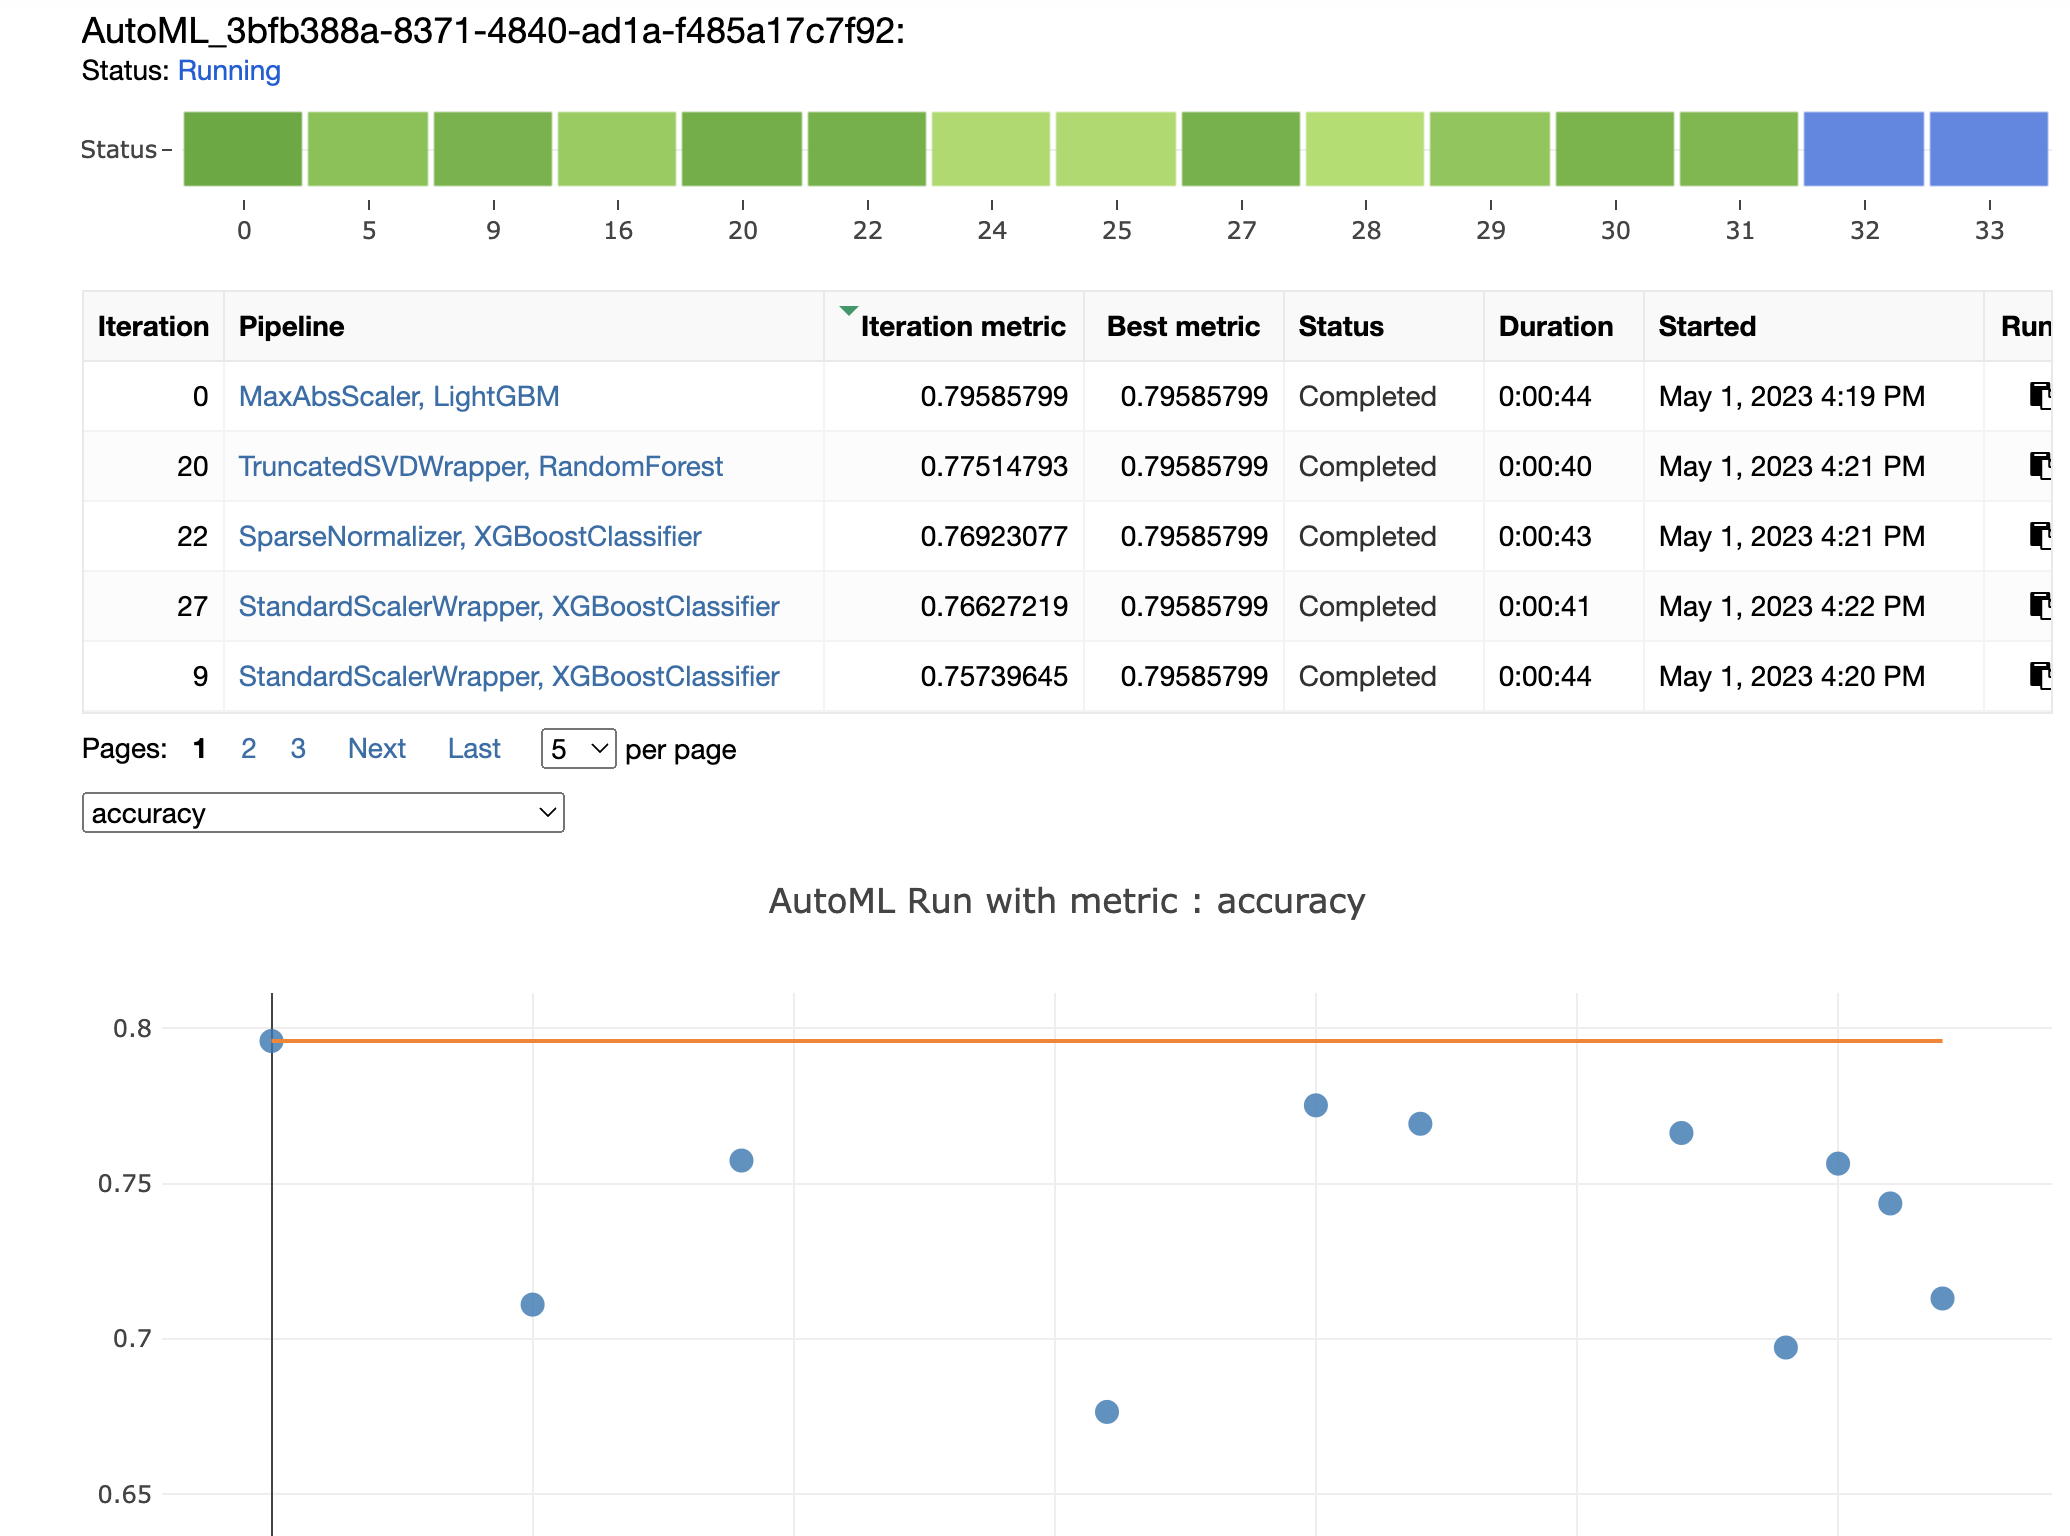 AutoML_3bfb388a-8371-4840-ad1a-f485a17c7f92:
Status: Running
Status
0 5 9 16 20 22 24 25 27 28 29 30 31 32 33
Iteration Pipeline Iteration metric Best metric Status Duration Started Run
0 MaxAbsScaler, LightGBM 0.79585799 0.79585799 Completed 0:00:44 May 1, 2023 4:19 PM
20 TruncatedSVDWrapper, RandomForest 0.77514793 0.79585799 Completed 0:00:40 May 1, 2023 4:21 PM
22 SparseNormalizer, XGBoostClassifier 0.76923077 0.79585799 Completed 0:00:43 May 1, 2023 4:21 PM
27 StandardScalerWrapper, XGBoostClassifier 0.76627219 0.79585799 Completed 0:00:41 May 1, 2023 4:22 PM
9 StandardScalerWrapper, XGBoostClassifier 0.75739645 0.79585799 Completed 0:00:44 May 1, 2023 4:20 PM
Pages: 1 2 3 Next Last 5 per page
accuracy
AutoML Run with metric : accuracy
0.8
0.75
0.7
0.65